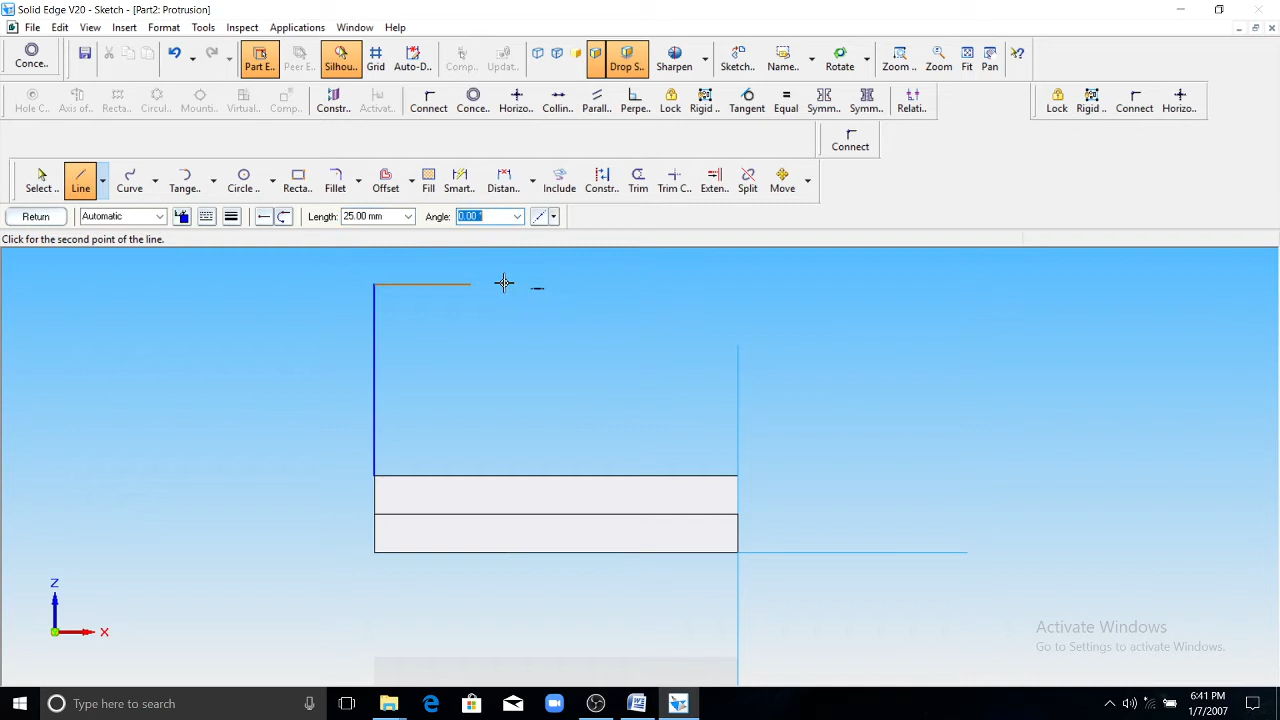 Solid Edge V20 - Sketch - [Part2: Protrusion]
File Edit View Insert Format Tools Inspect Applications Window Help
Conce.. Part E.. Peer E.. Silhou.. Grid Auto-D.. Comp... Updat.. Drop S.. Sharpen Sketch.. Name.. Rotate Zoom .. Zoom Fit Pan
Hole C.. Axis of.. Recta.. Circul.. Mounti.. Virtual.. Comp.. Constr.. Activat.. Connect Conce.. Horizo.. Collin.. Parall.. Perpe.. Lock Rigid .. Tangent Equal Symm.. Symm.. Relati.. Lock Rigid .. Connect Horizo..
Connect
Select .. Line Curve Tange.. Circle .. Recta.. Fillet Offset Fill Smart.. Distan.. Include Constr.. Trim Trim C.. Exten.. Split Move
Return Automatic Length: 25.00 mm Angle: 0.00 °
Click for the second point of the line.
Z
X
Activate Windows
Go to Settings to activate Windows.
Type here to search
6:41 PM
1/7/2007